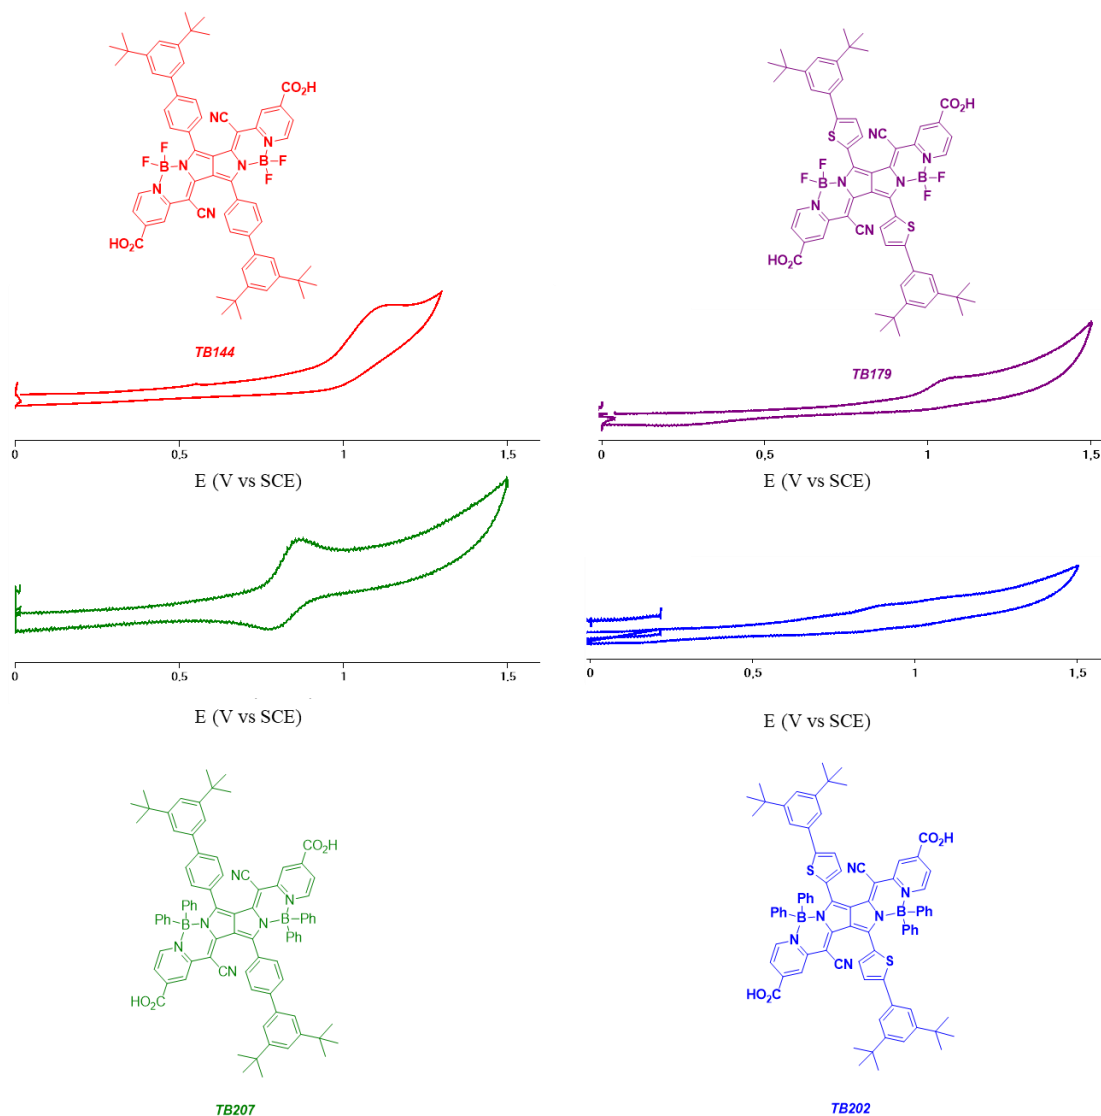 CO₂H
NC
N
F
B
N
N
B
F
F
F
N
CN
HO₂C
TB144
0
0,5
1
1,5
E (V vs SCE)
CO₂H
NC
S
N
F
B
N
N
B
F
F
F
N
S
CN
HO₂C
TB179
0
0,5
1
1,5
E (V vs SCE)
0
0,5
1
1,5
E (V vs SCE)
0
0,5
1
1,5
E (V vs SCE)
CO₂H
NC
N
Ph
B
N
N
B
Ph
Ph
Ph
N
CN
HO₂C
TB207
CO₂H
NC
S
N
Ph
B
N
N
B
Ph
Ph
Ph
N
S
CN
HO₂C
TB202